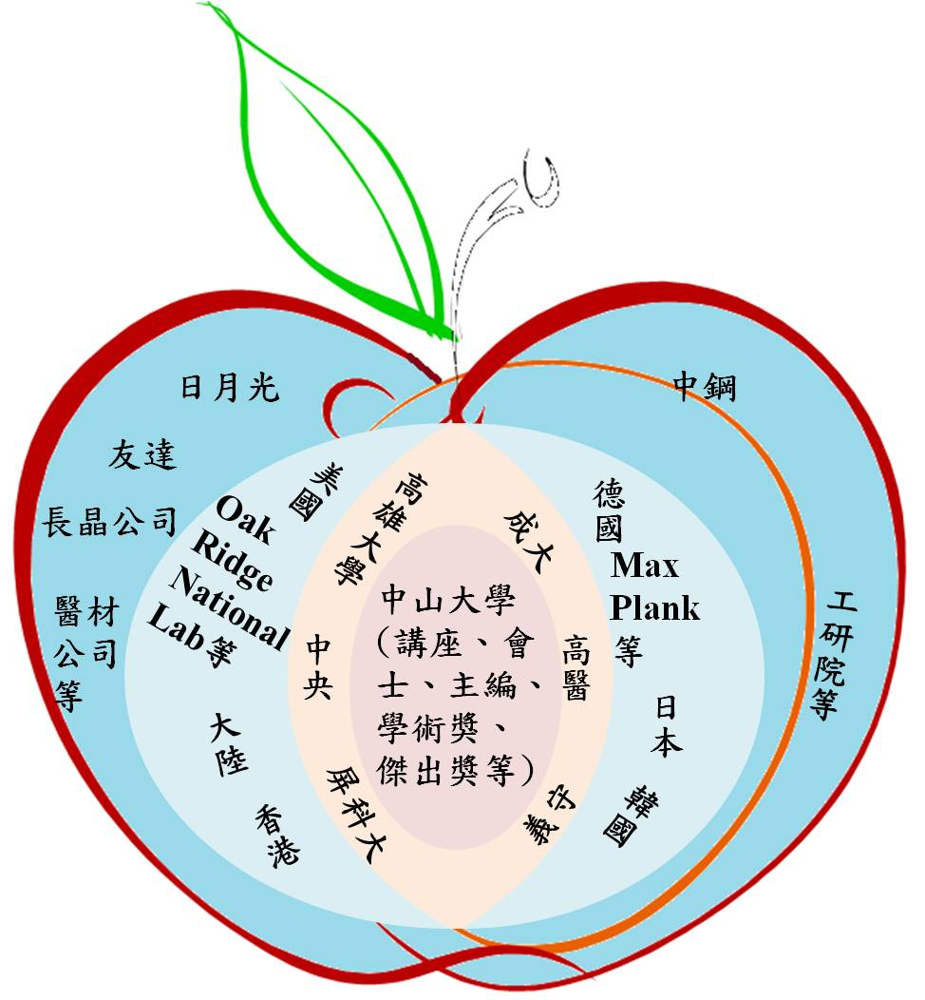 日月光
友達
長晶公司
醫材
公司
等
中鋼
工研院等
美國
Oak
Ridge
National
Lab等
大陸
香港
德國
Max
Plank
等
日本
韓國
高雄大學
中央
屏科大
成大
高醫
義守
中山大學
(講座、會
士、主編、
學術獎、
傑出獎等)